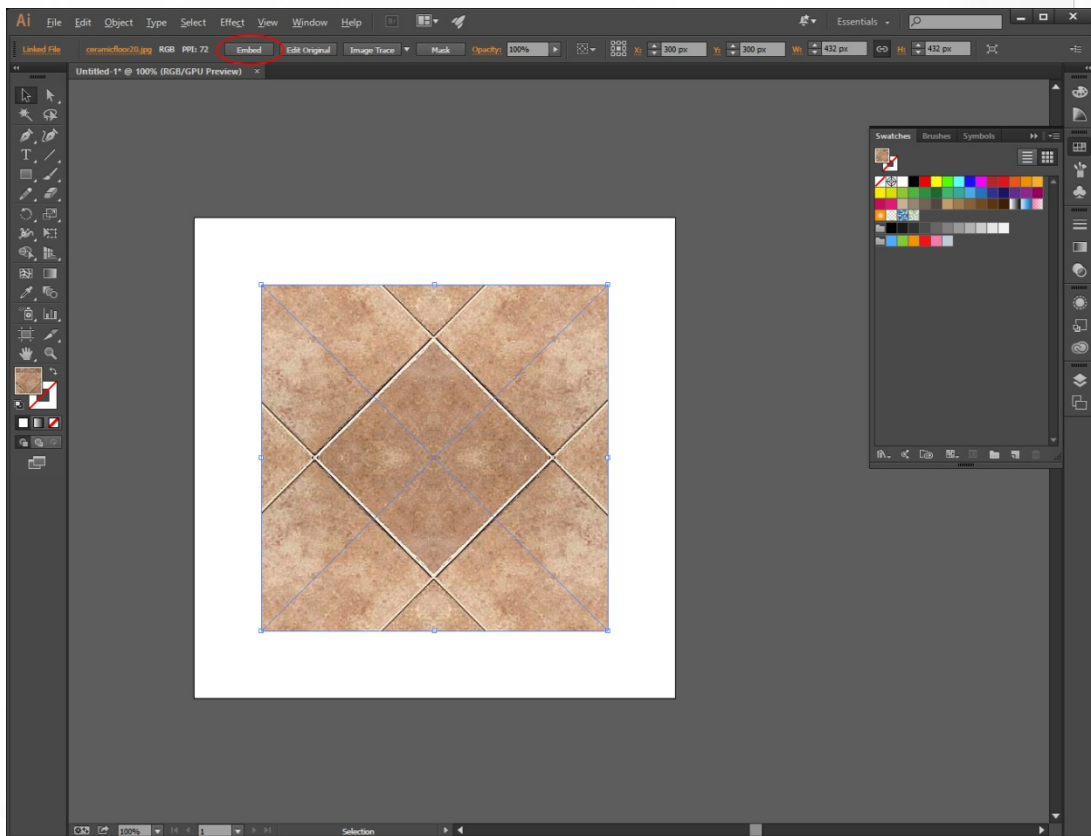 Ai File Edit Object Type Select Effect View Window Help Br Essentials
Linked File ceramicfloor20.jpg RGB PPI: 72 Embed Edit Original Image Trace Mask Opacity: 100% X: 300 px Y: 300 px W: 432 px H: 432 px
Untitled-1* @ 100% (RGB/GPU Preview) ×
Swatches Brushes Symbols
100% 1 Selection